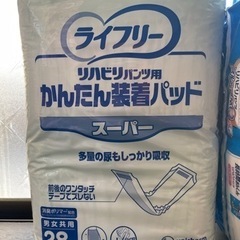 ライフリー
リハビリパンツ用
かんたん装着パッド
スーパー
多量の尿もしっかり吸収
前後のワンタッチ
テープでズレない
男女共用
28